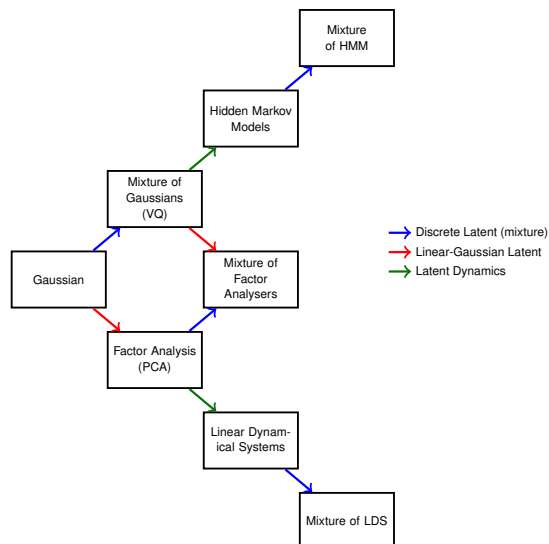 Mixture
of HMM
Hidden Markov
Models
Mixture of
Gaussians
(VQ)
Discrete Latent (mixture)
Linear-Gaussian Latent
Latent Dynamics
Gaussian
Mixture of
Factor
Analysers
Factor Analysis
(PCA)
Linear Dynam-
ical Systems
Mixture of LDS